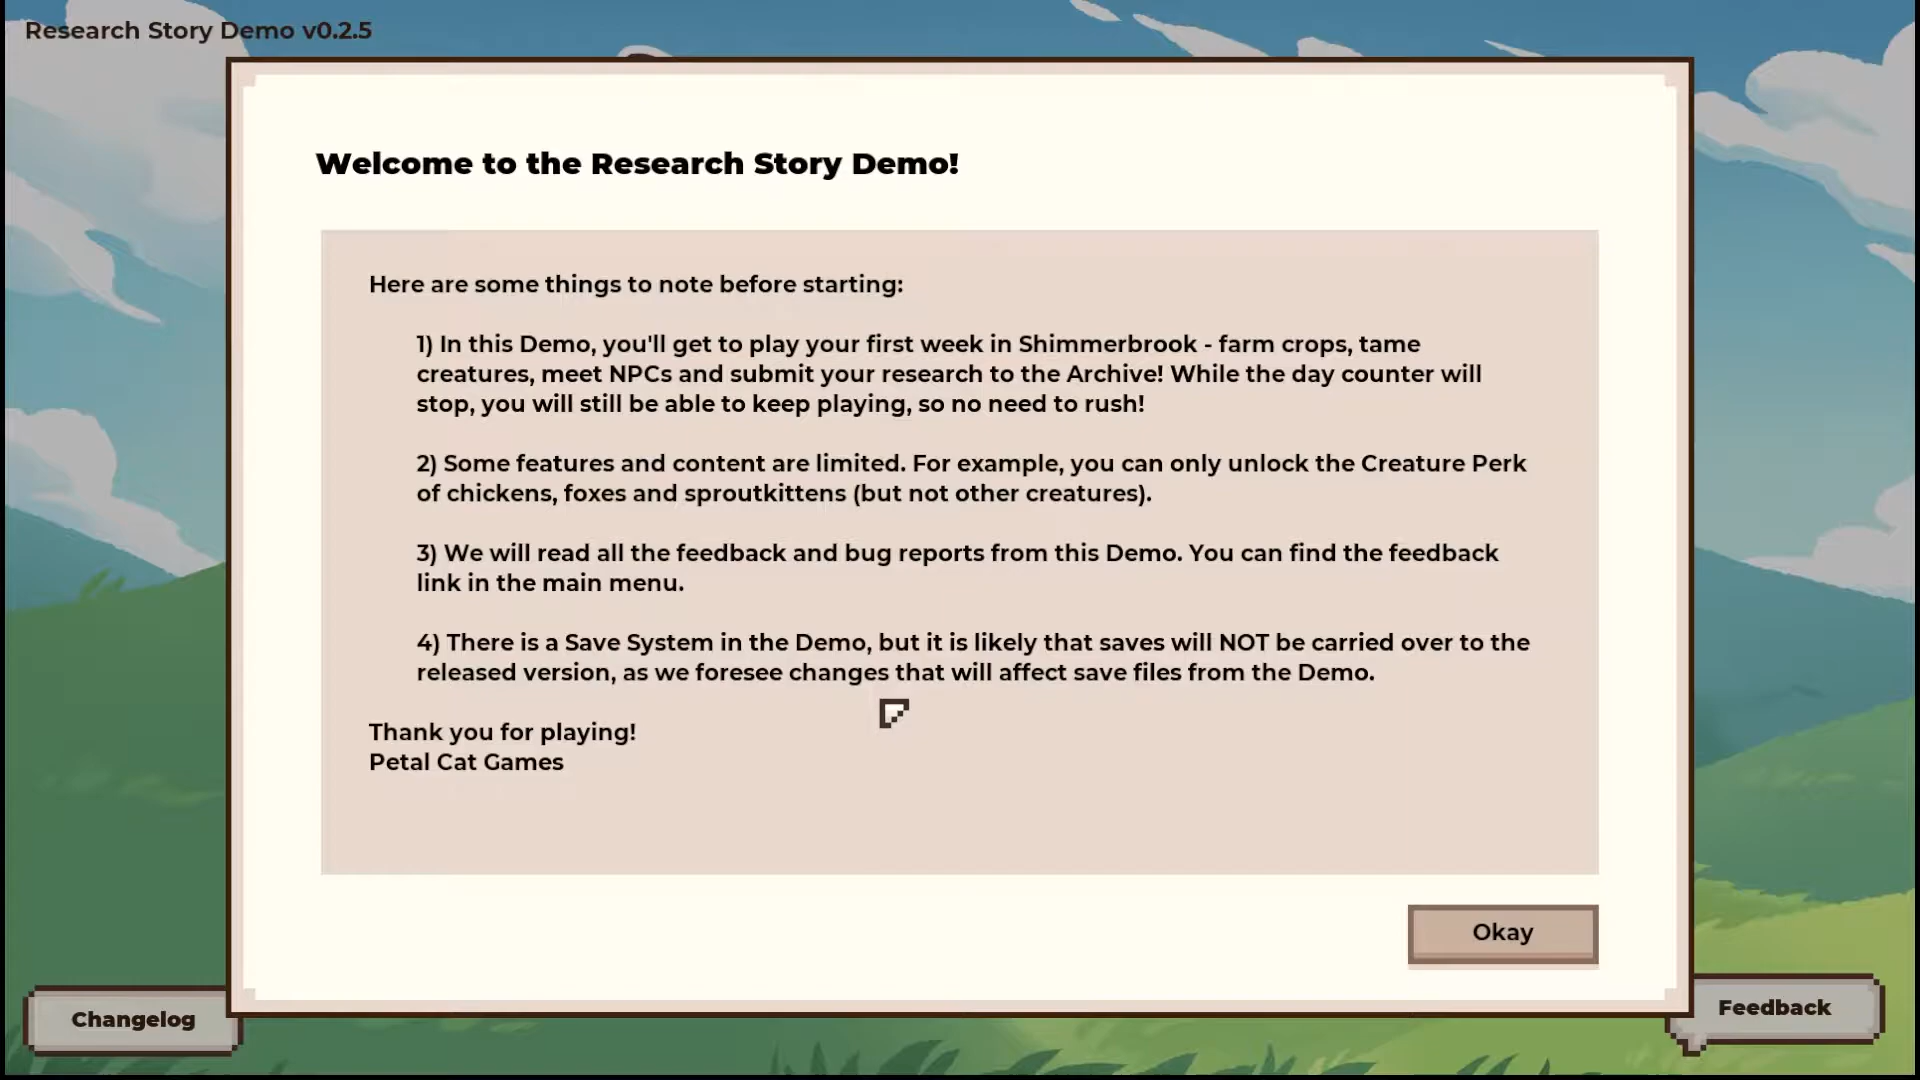 Research Story Demo v0.2.5
Welcome to the Research Story Demo!
Here are some things to note before starting:
1) In this Demo, you'll get to play your first week in Shimmerbrook - farm crops, tame
creatures, meet NPCs and submit your research to the Archive! While the day counter will
stop, you will still be able to keep playing, so no need to rush!
2) Some features and content are limited. For example, you can only unlock the Creature Perk
of chickens, foxes and sproutkittens (but not other creatures).
3) We will read all the feedback and bug reports from this Demo. You can find the feedback
link in the main menu.
4) There is a Save System in the Demo, but it is likely that saves will NOT be carried over to the
released version, as we foresee changes that will affect save files from the Demo.
Thank you for playing!
Petal Cat Games
Okay
Changelog
Feedback